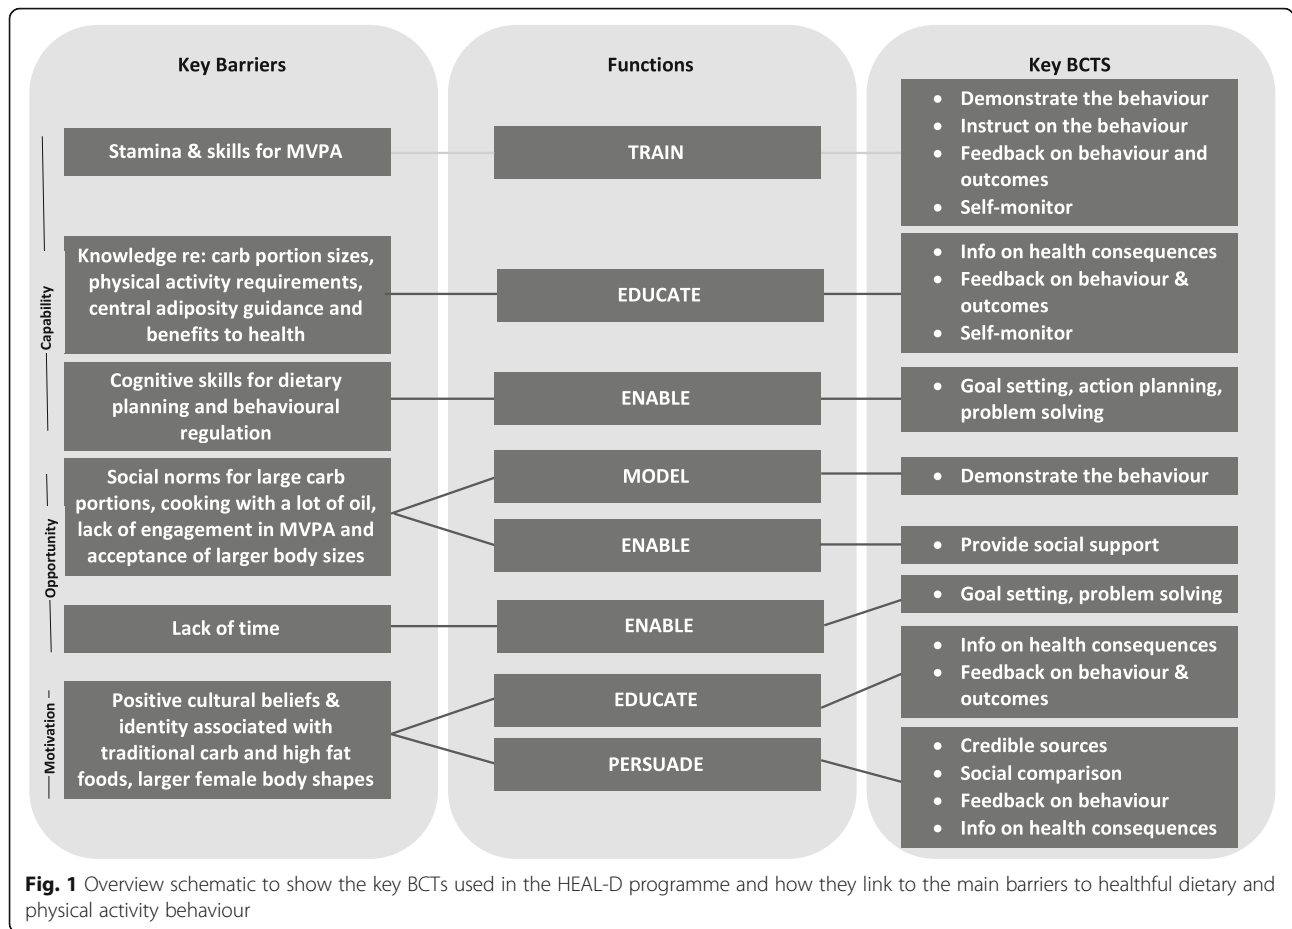 Key Barriers
Functions
Key BCTS
Capability
Stamina & skills for MVPA
TRAIN
• Demonstrate the behaviour
• Instruct on the behaviour
• Feedback on behaviour and
outcomes
• Self-monitor
Knowledge re: carb portion sizes,
physical activity requirements,
central adiposity guidance and
benefits to health
EDUCATE
• Info on health consequences
• Feedback on behaviour &
outcomes
• Self-monitor
Cognitive skills for dietary
planning and behavioural
regulation
ENABLE
• Goal setting, action planning,
problem solving
Opportunity
Social norms for large carb
portions, cooking with a lot of oil,
lack of engagement in MVPA and
acceptance of larger body sizes
MODEL
• Demonstrate the behaviour
ENABLE
• Provide social support
Lack of time
ENABLE
• Goal setting, problem solving
Motivation
Positive cultural beliefs &
identity associated with
traditional carb and high fat
foods, larger female body shapes
EDUCATE
• Info on health consequences
• Feedback on behaviour &
outcomes
PERSUADE
• Credible sources
• Social comparison
• Feedback on behaviour
• Info on health consequences
Fig. 1 Overview schematic to show the key BCTs used in the HEAL-D programme and how they link to the main barriers to healthful dietary and
physical activity behaviour